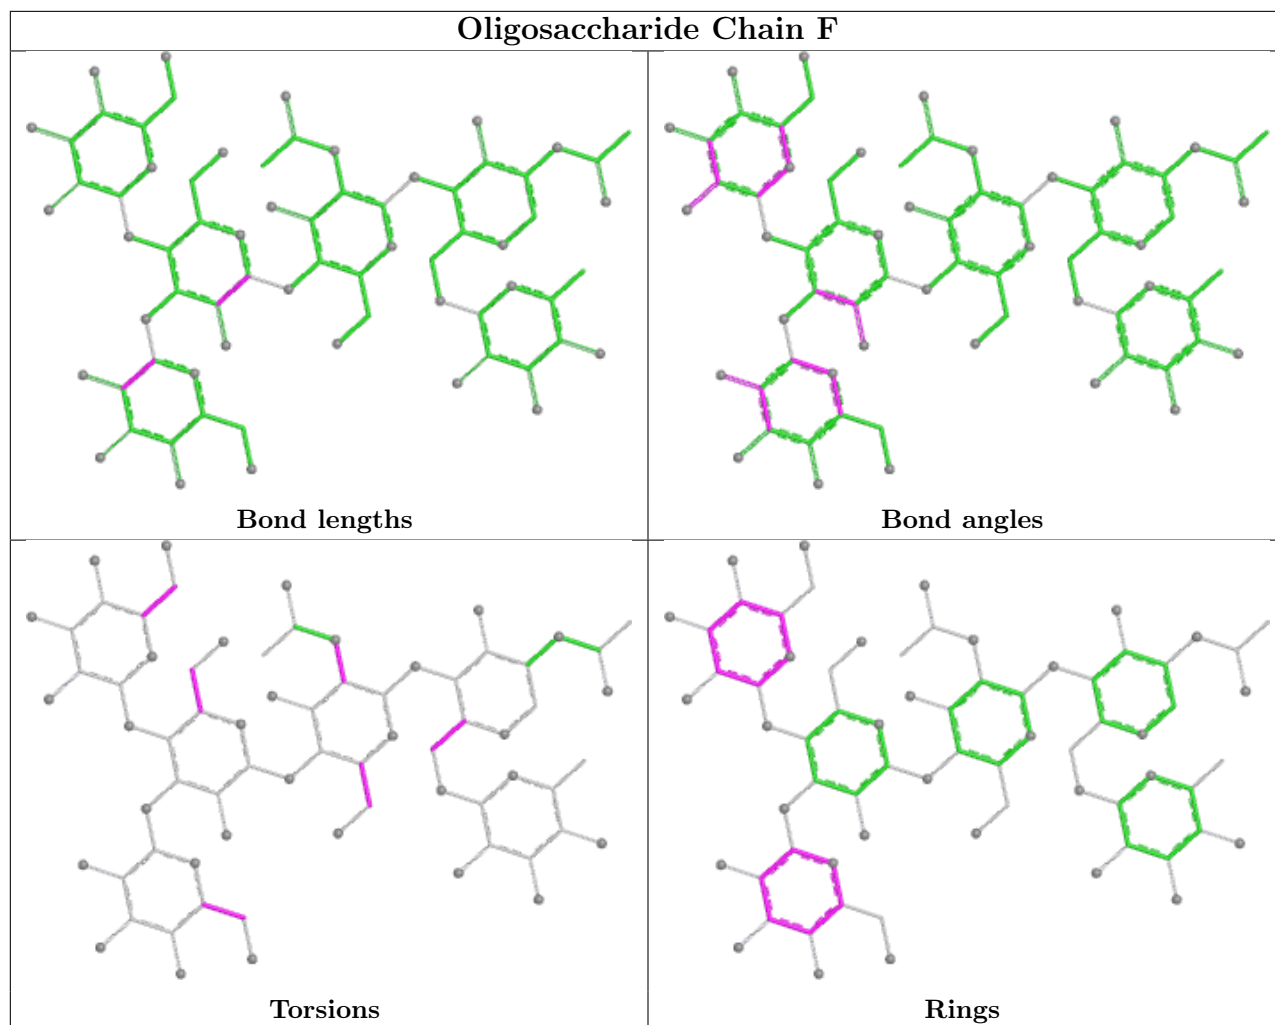 Oligosaccharide Chain F
Bond lengths
Bond angles
Torsions
Rings